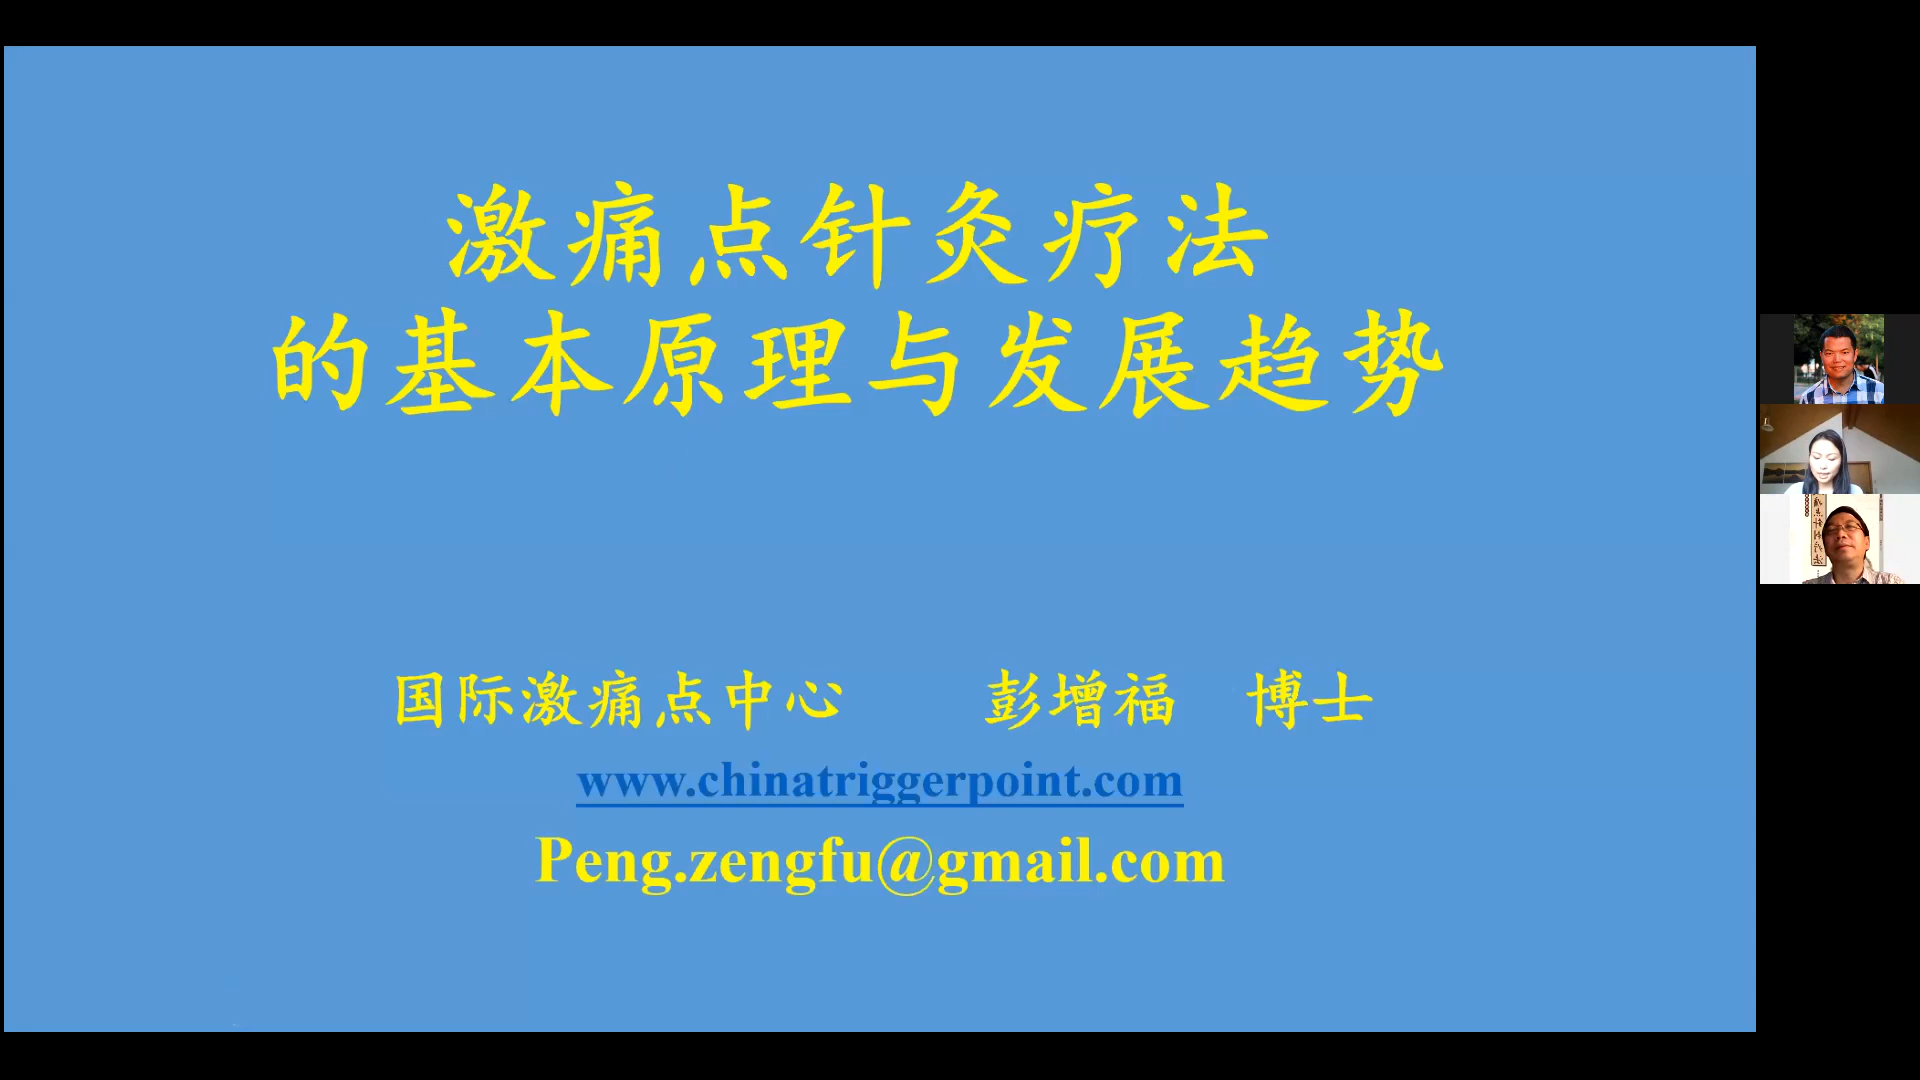 激痛点针灸疗法
的基本原理与发展趋势
国际激痛点中心 彭增福 博士
www.chinatriggerpoint.com
Peng.zengfu@gmail.com